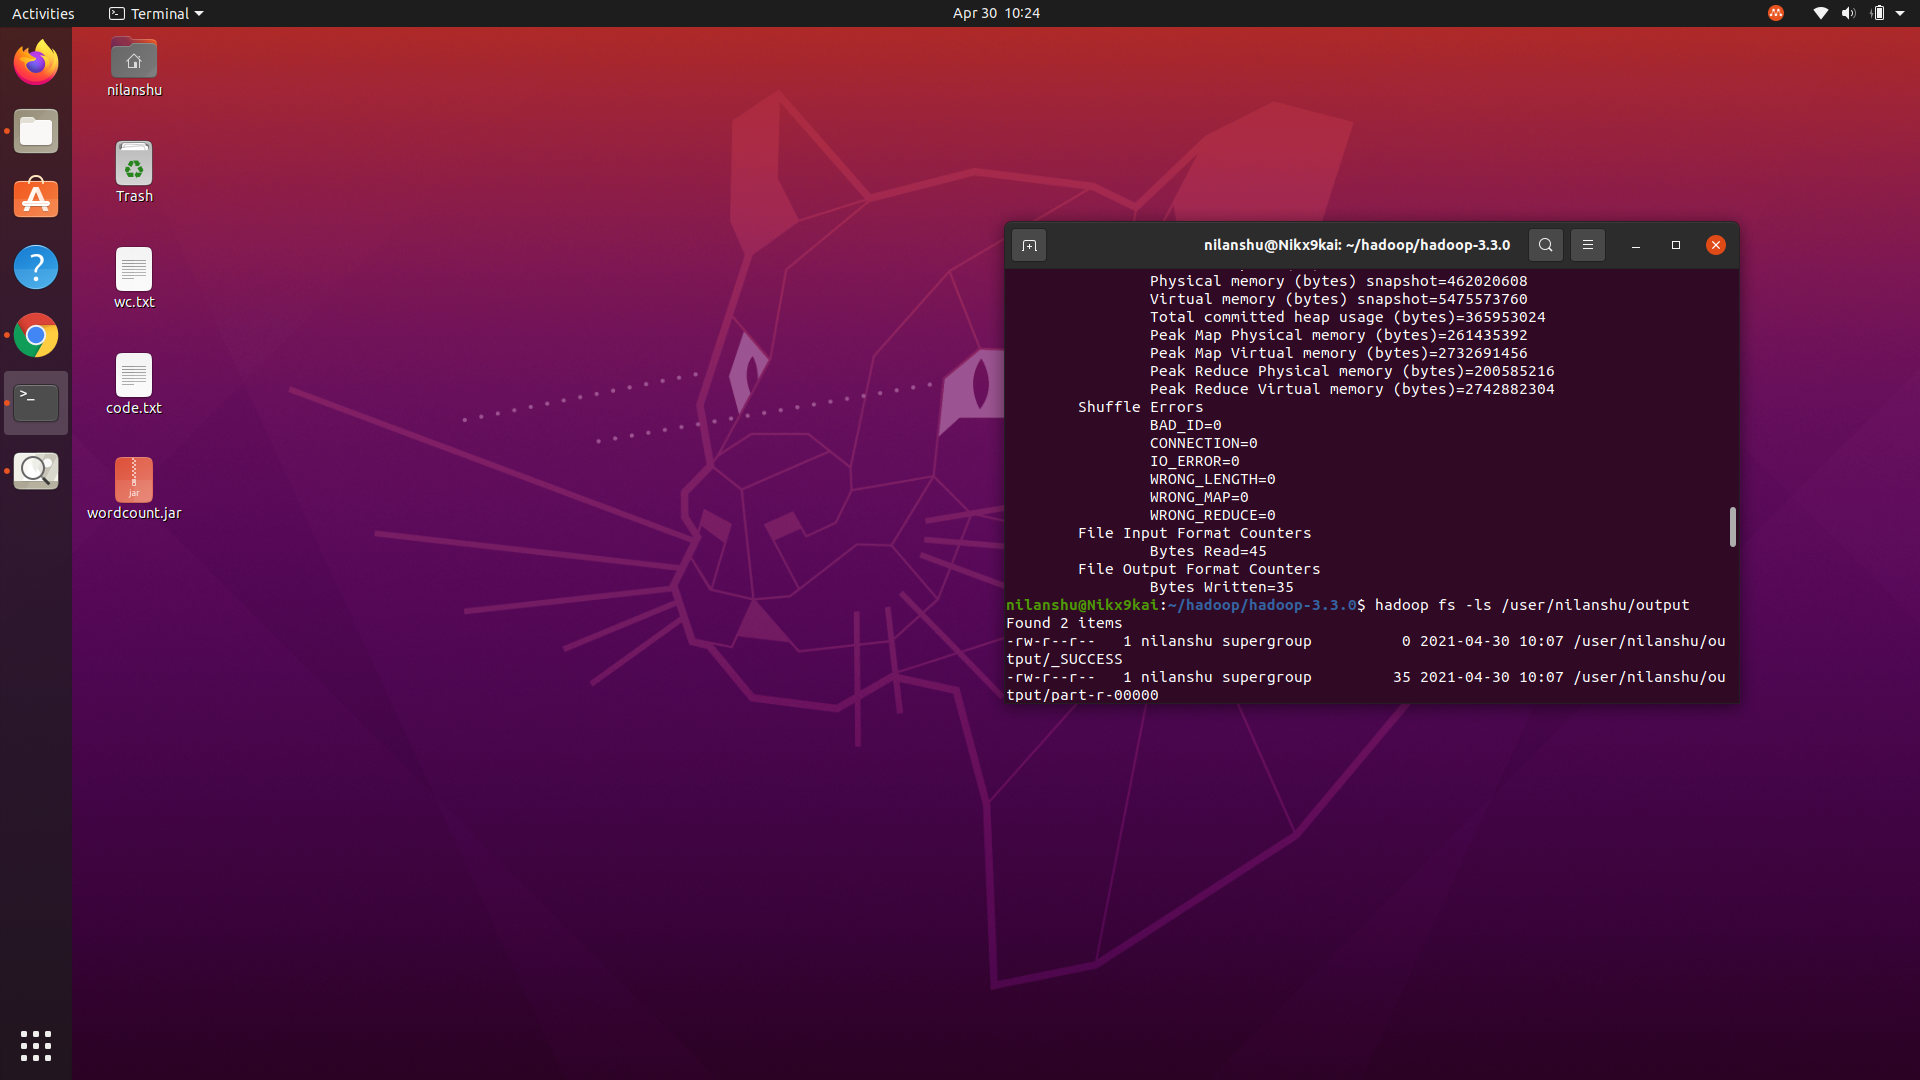 Activities
Terminal
Apr 30 10:24
nilanshu
Trash
wc.txt
code.txt
jar
wordcount.jar
nilanshu@Nikx9kai: ~/hadoop/hadoop-3.3.0
Physical memory (bytes) snapshot=462020608
Virtual memory (bytes) snapshot=5475573760
Total committed heap usage (bytes)=365953024
Peak Map Physical memory (bytes)=261435392
Peak Map Virtual memory (bytes)=2732691456
Peak Reduce Physical memory (bytes)=200585216
Peak Reduce Virtual memory (bytes)=2742882304
Shuffle Errors
BAD_ID=0
CONNECTION=0
IO_ERROR=0
WRONG_LENGTH=0
WRONG_MAP=0
WRONG_REDUCE=0
File Input Format Counters
Bytes Read=45
File Output Format Counters
Bytes Written=35
nilanshu@Nikx9kai:~/hadoop/hadoop-3.3.0$ hadoop fs -ls /user/nilanshu/output
Found 2 items
-rw-r--r--   1 nilanshu supergroup          0 2021-04-30 10:07 /user/nilanshu/ou
tput/_SUCCESS
-rw-r--r--   1 nilanshu supergroup         35 2021-04-30 10:07 /user/nilanshu/ou
tput/part-r-00000